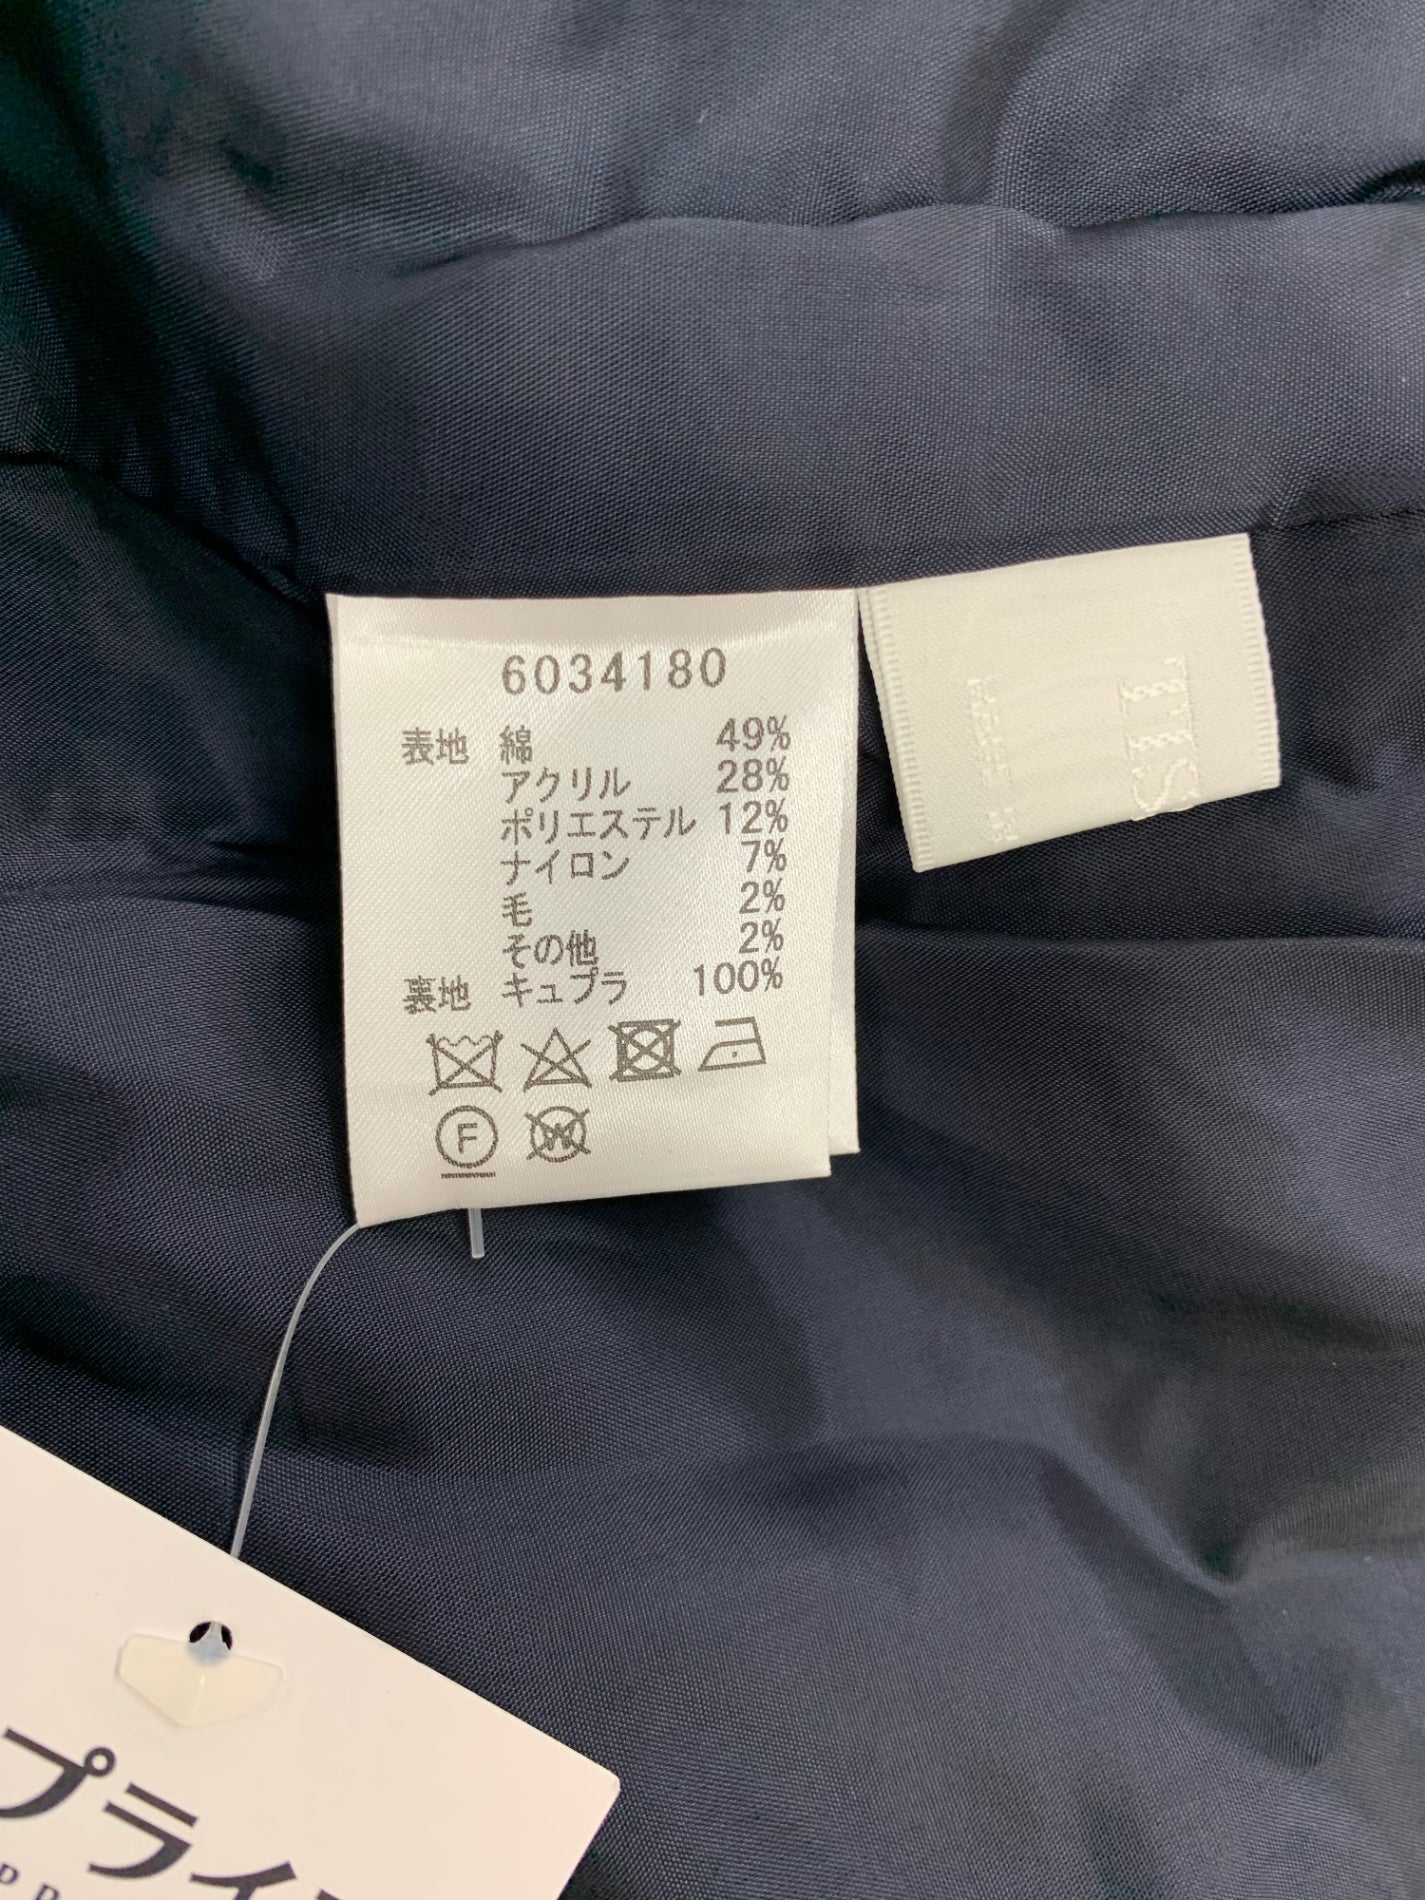 6034180
表地 綿 49%
アクリル 28%
ポリエステル 12%
ナイロン 7%
毛 2%
その他 2%
裏地 キュプラ 100%
F
W
プライ